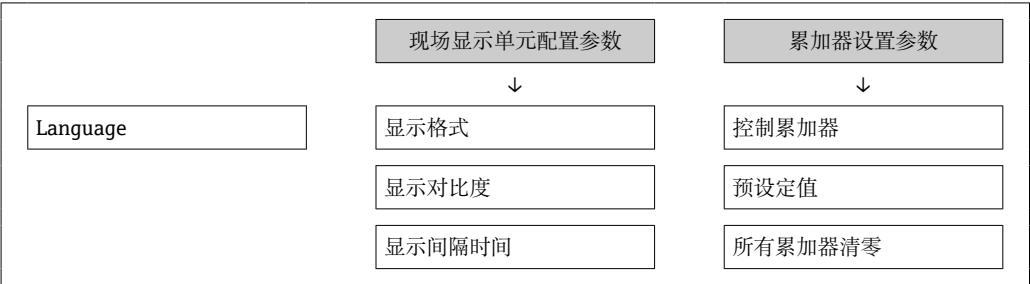 现场显示单元配置参数
累加器设置参数
↓
↓
Language
显示格式
控制累加器
显示对比度
预设定值
显示间隔时间
所有累加器清零